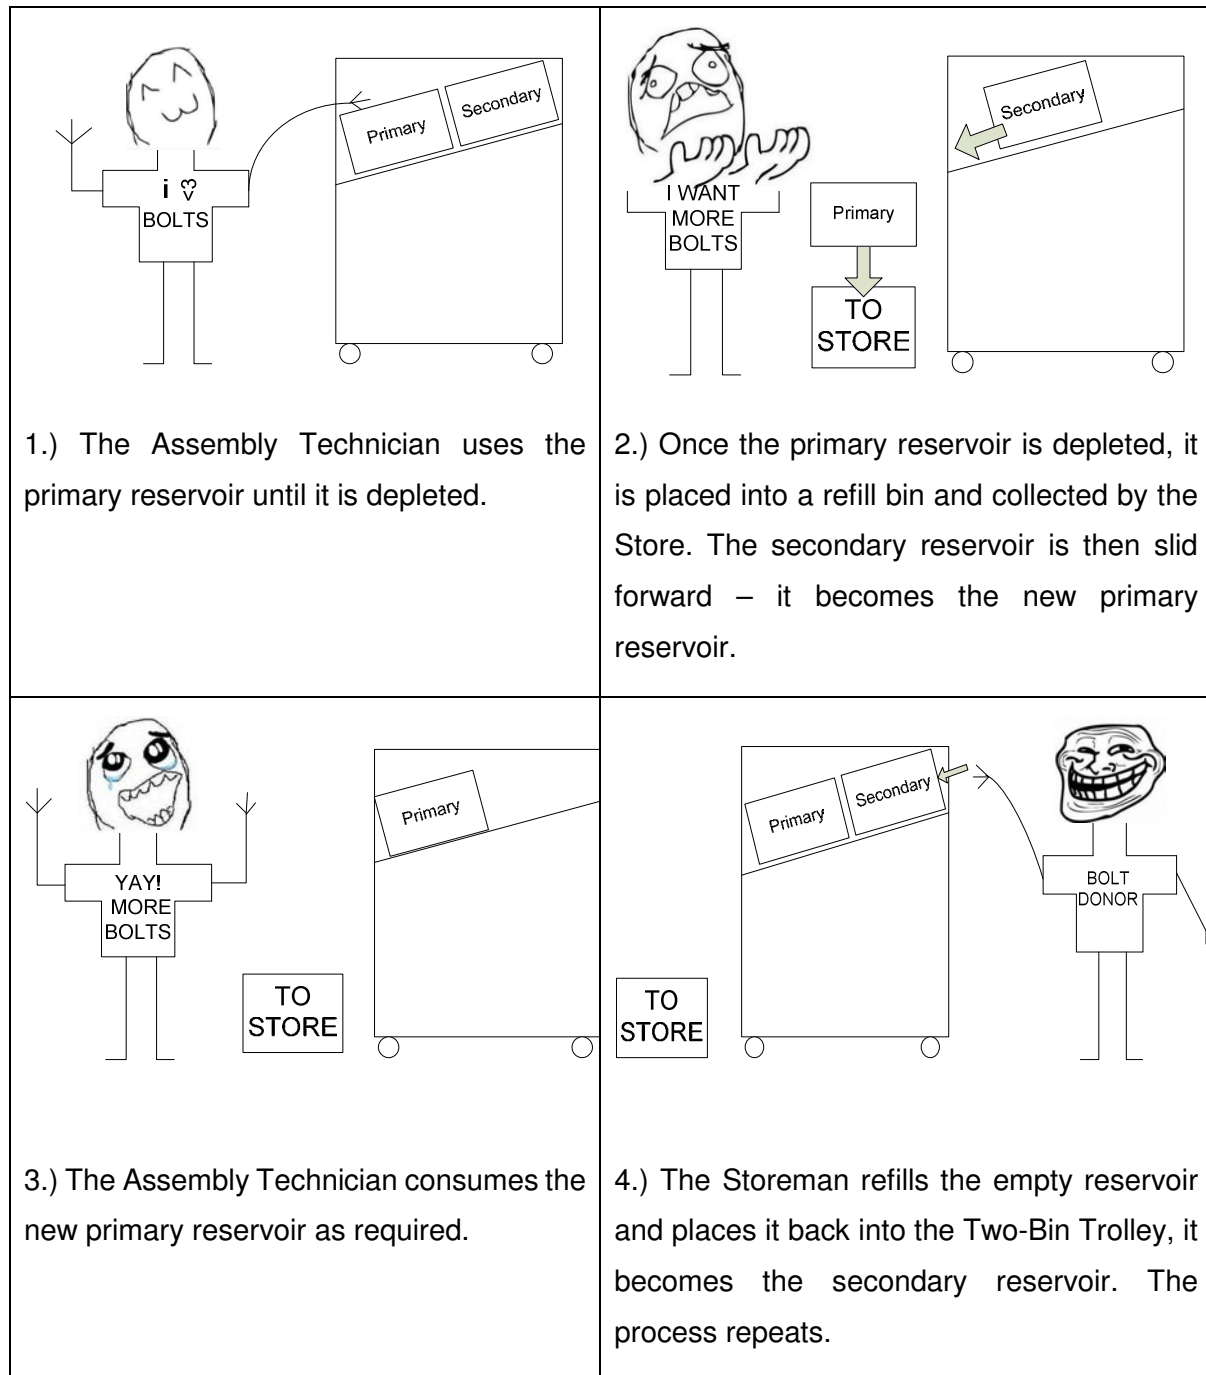 i <3
BOLTS
Primary
Secondary
1.) The Assembly Technician uses the
primary reservoir until it is depleted.
I WANT
MORE
BOLTS
Primary
TO
STORE
Secondary
2.) Once the primary reservoir is depleted, it
is placed into a refill bin and collected by the
Store. The secondary reservoir is then slid
forward – it becomes the new primary
reservoir.
YAY!
MORE
BOLTS
TO
STORE
Primary
3.) The Assembly Technician consumes the
new primary reservoir as required.
TO
STORE
Primary
Secondary
BOLT
DONOR
4.) The Storeman refills the empty reservoir
and places it back into the Two-Bin Trolley, it
becomes the secondary reservoir. The
process repeats.